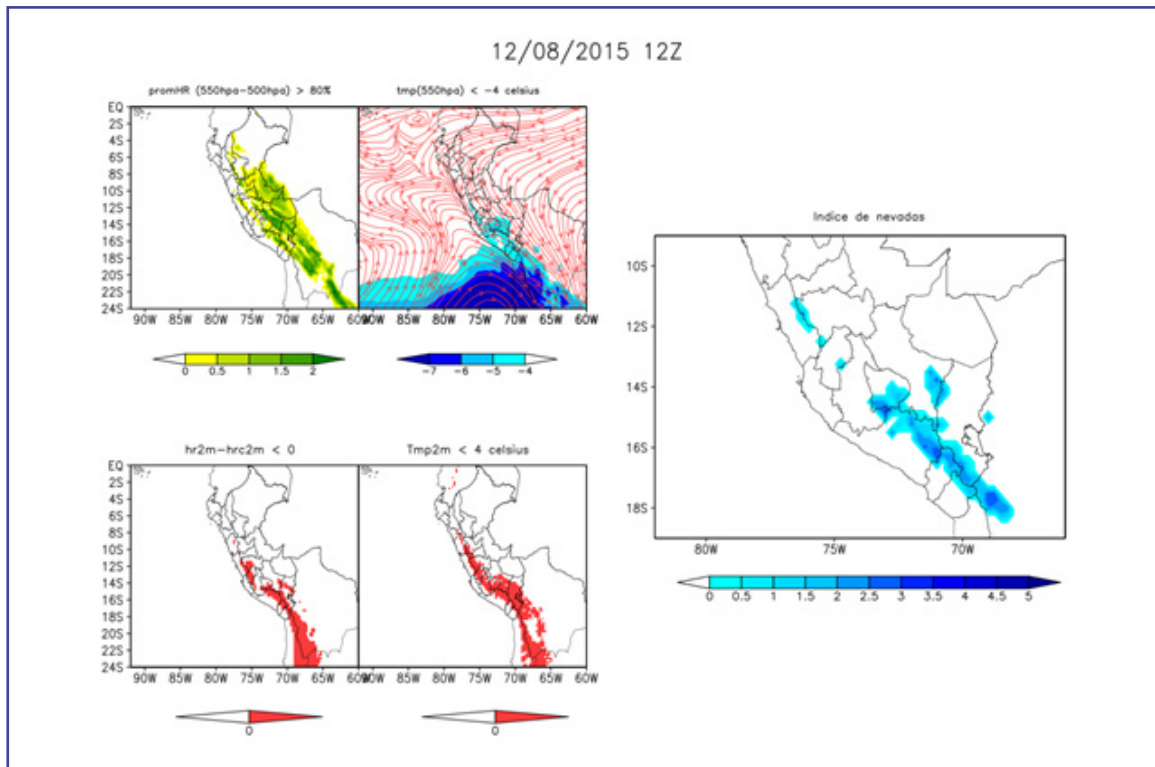 12/08/2015 12Z
promHR (550hpa-500hpa) > 80%
EQ
2S
4S
6S
8S
10S
12S
14S
16S
18S
20S
22S
24S
90W 85W 80W 75W 70W 65W 60W
0 0.5 1 1.5 2
tmp(550hpa) < -4 celsius
90W 85W 80W 75W 70W 65W 60W
-7 -6 -5 -4
Indice de nevadas
10S
12S
14S
16S
18S
80W 75W 70W
0 0.5 1 1.5 2 2.5 3 3.5 4 4.5 5
hr2m-hrc2m < 0
EQ
2S
4S
6S
8S
10S
12S
14S
16S
18S
20S
22S
24S
90W 85W 80W 75W 70W 65W 60W
0
Tmp2m < 4 celsius
90W 85W 80W 75W 70W 65W 60W
0